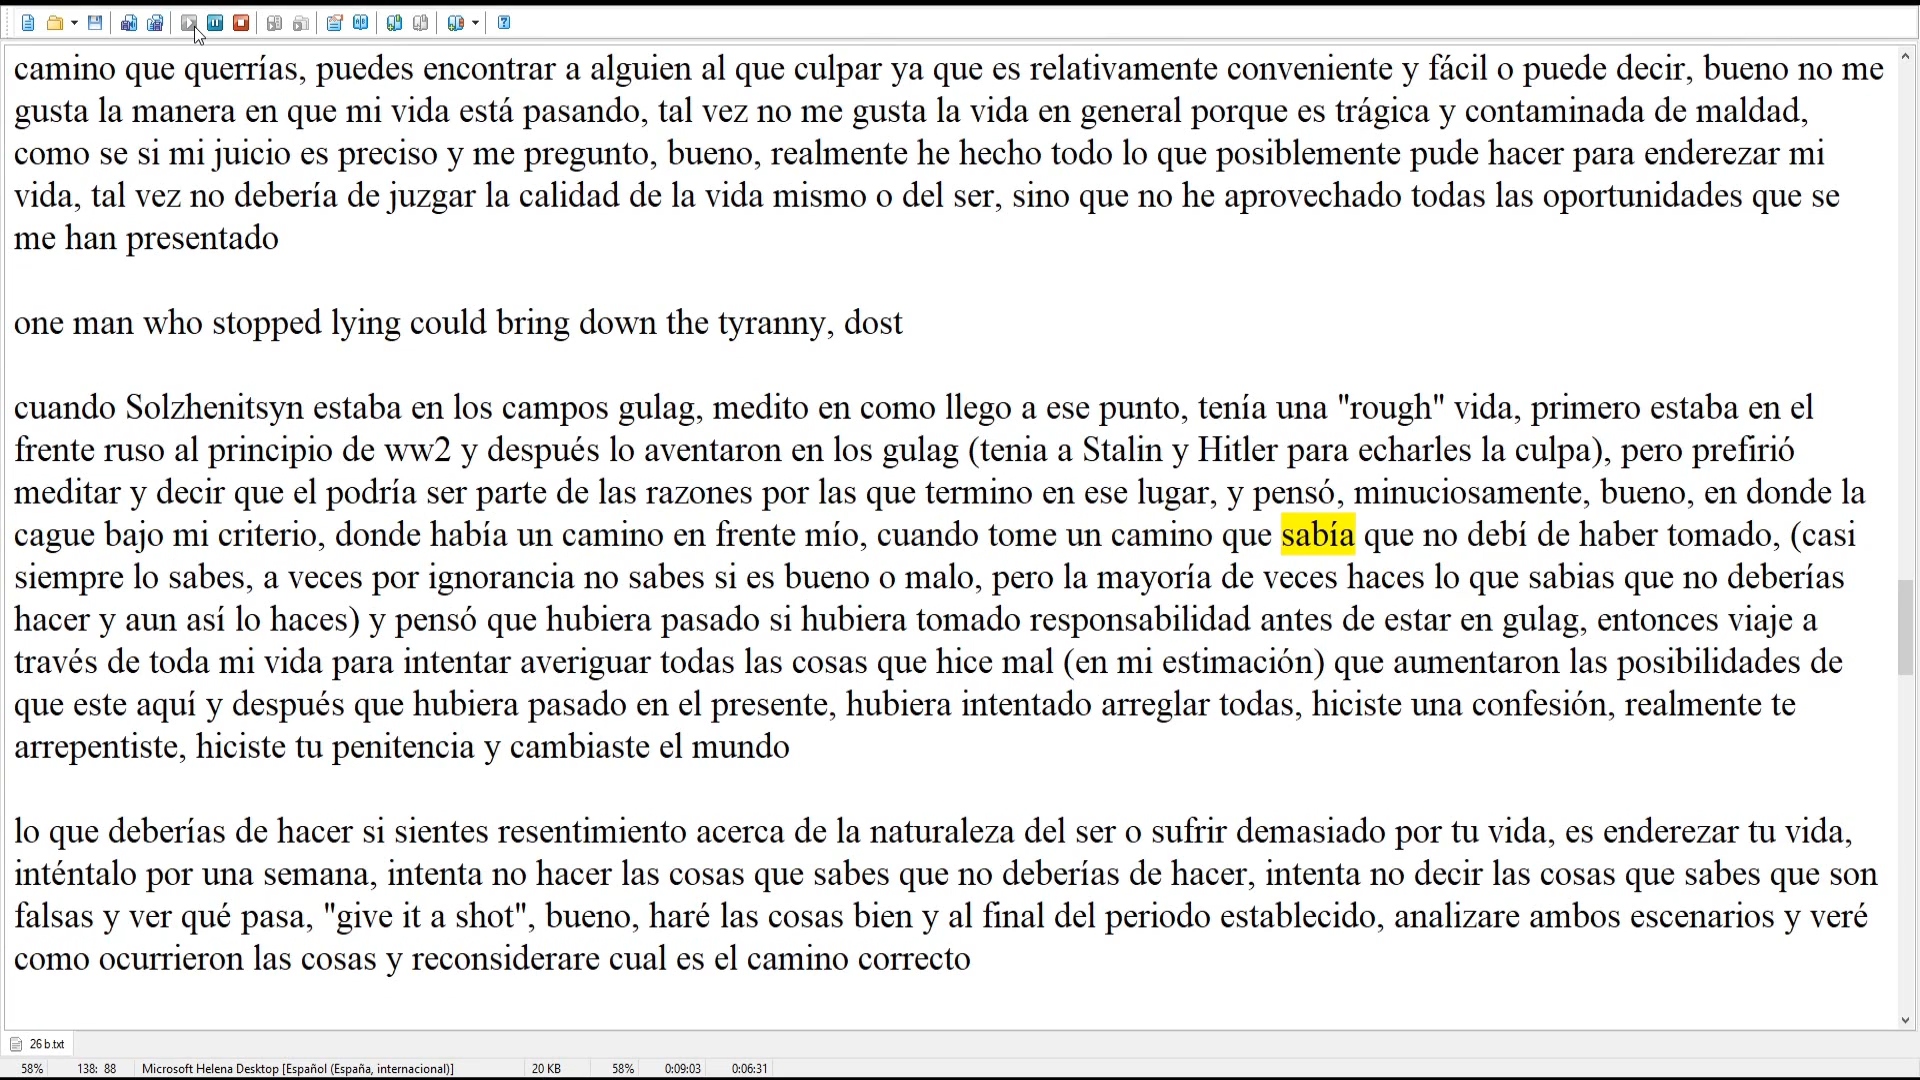 camino que querrías, puedes encontrar a alguien al que culpar ya que es relativamente conveniente y fácil o puede decir, bueno no me
gusta la manera en que mi vida está pasando, tal vez no me gusta la vida en general porque es trágica y contaminada de maldad,
como se si mi juicio es preciso y me pregunto, bueno, realmente he hecho todo lo que posiblemente pude hacer para enderezar mi
vida, tal vez no debería de juzgar la calidad de la vida mismo o del ser, sino que no he aprovechado todas las oportunidades que se
me han presentado
one man who stopped lying could bring down the tyranny, dost
cuando Solzhenitsyn estaba en los campos gulag, medito en como llego a ese punto, tenía una "rough" vida, primero estaba en el
frente ruso al principio de ww2 y después lo aventaron en los gulag (tenia a Stalin y Hitler para echarles la culpa), pero prefirió
meditar y decir que el podría ser parte de las razones por las que termino en ese lugar, y pensó, minuciosamente, bueno, en donde la
cague bajo mi criterio, donde había un camino en frente mío, cuando tome un camino que sabía que no debí de haber tomado, (casi
siempre lo sabes, a veces por ignorancia no sabes si es bueno o malo, pero la mayoría de veces haces lo que sabias que no deberías
hacer y aun así lo haces) y pensó que hubiera pasado si hubiera tomado responsabilidad antes de estar en gulag, entonces viaje a
través de toda mi vida para intentar averiguar todas las cosas que hice mal (en mi estimación) que aumentaron las posibilidades de
que este aquí y después que hubiera pasado en el presente, hubiera intentado arreglar todas, hiciste una confesión, realmente te
arrepentiste, hiciste tu penitencia y cambiaste el mundo
lo que deberías de hacer si sientes resentimiento acerca de la naturaleza del ser o sufrir demasiado por tu vida, es enderezar tu vida,
inténtalo por una semana, intenta no hacer las cosas que sabes que no deberías de hacer, intenta no decir las cosas que sabes que son
falsas y ver qué pasa, "give it a shot", bueno, haré las cosas bien y al final del periodo establecido, analizare ambos escenarios y veré
como ocurrieron las cosas y reconsiderare cual es el camino correcto
26 b.txt
58% 138: 88 Microsoft Helena Desktop [Español (España, internacional)] 20 KB 58% 0:09:03 0:06:31